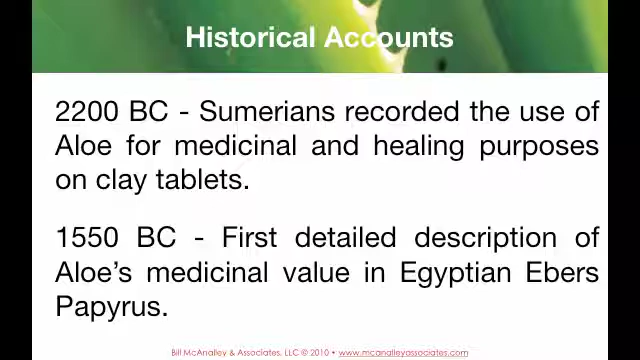 Historical Accounts
2200 BC - Sumerians recorded the use of
Aloe for medicinal and healing purposes
on clay tablets.
1550 BC - First detailed description of
Aloe's medicinal value in Egyptian Ebers
Papyrus.
Bill McAnalley & Associates, LLC © 2010 • www.mcanalleyassociates.com